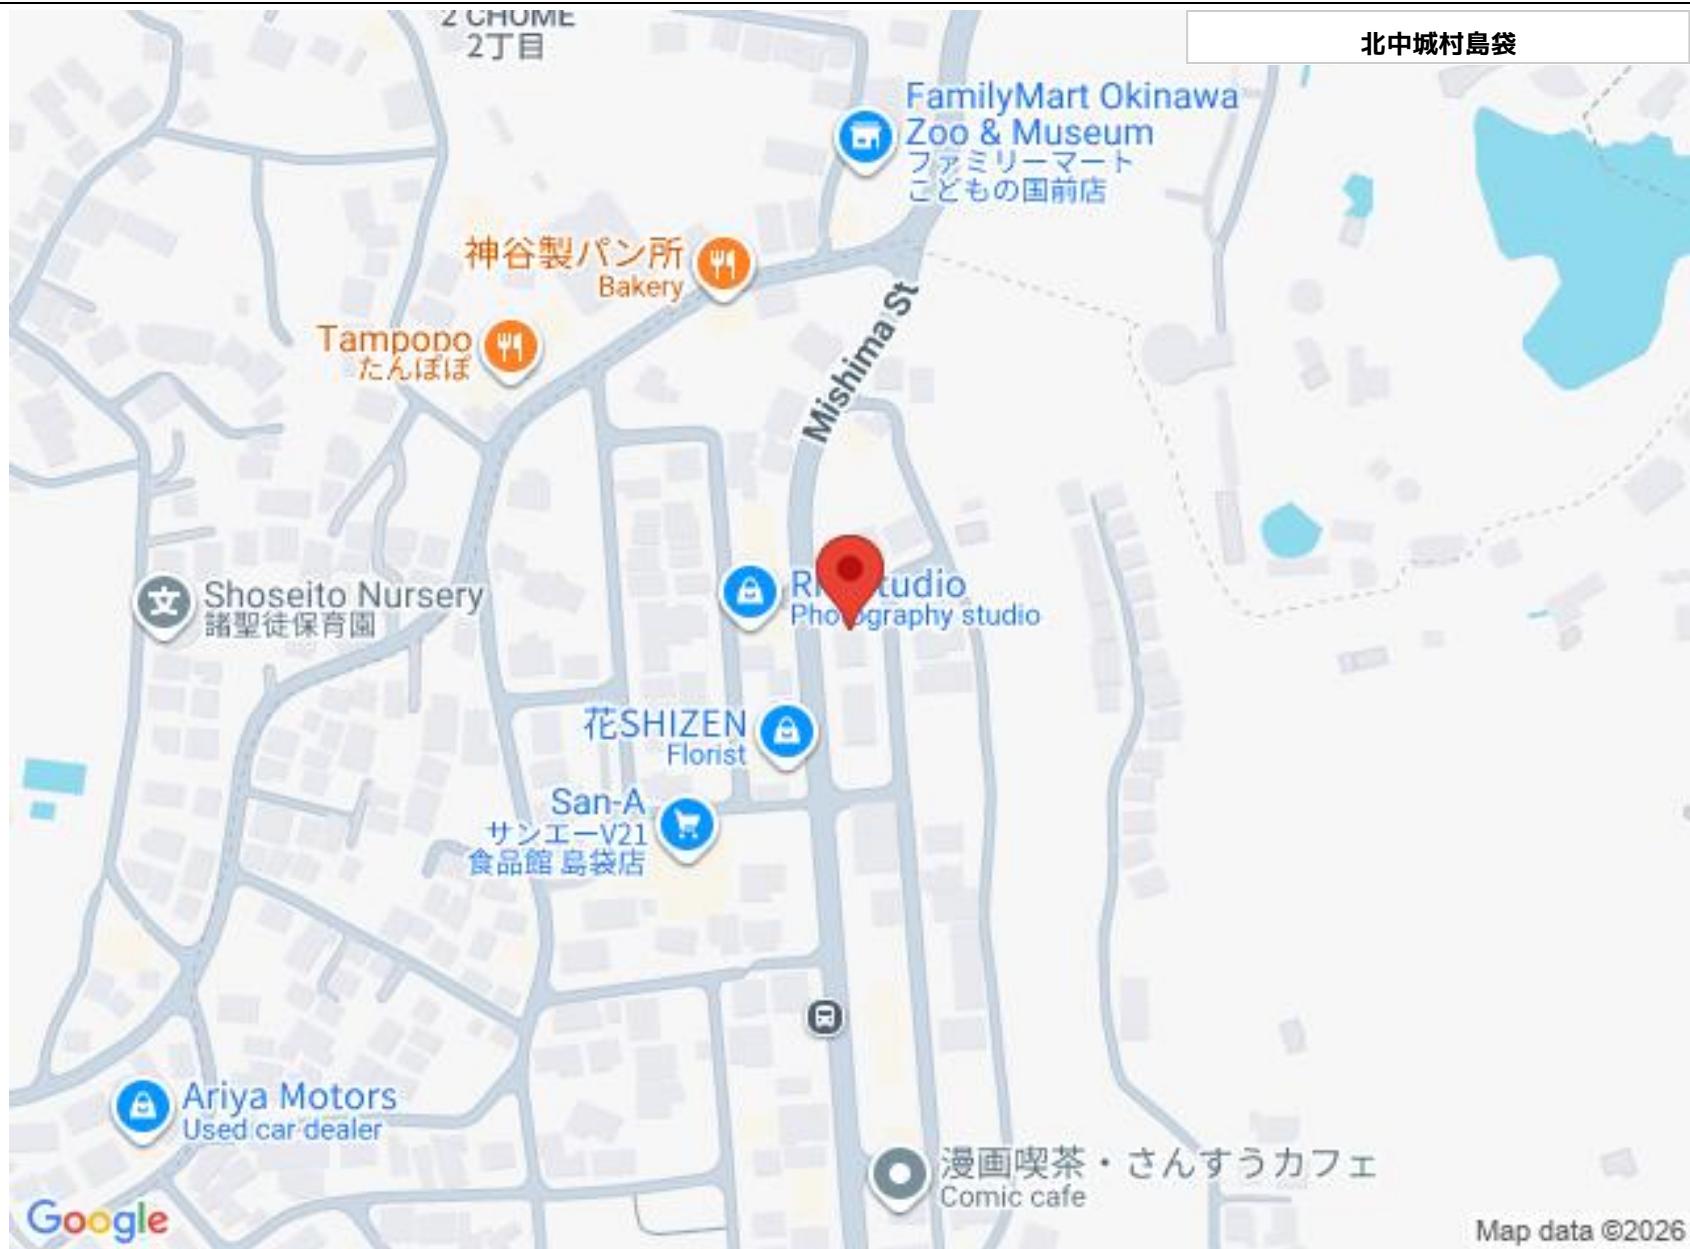 2 CHOME
2丁目
北中城村島袋
FamilyMart Okinawa
Zoo & Museum
ファミリーマート
こどもの国前店
神谷製パン所
Bakery
Mishima St
Tampopo
たんぽぽ
Shoseito Nursery
諸聖徒保育園
Studio
Photography studio
花SHIZEN
Florist
San-A
サンエーV21
食品館 島袋店
Ariya Motors
Used car dealer
漫画喫茶・さんすうカフェ
Comic cafe
Google
Map data ©2026